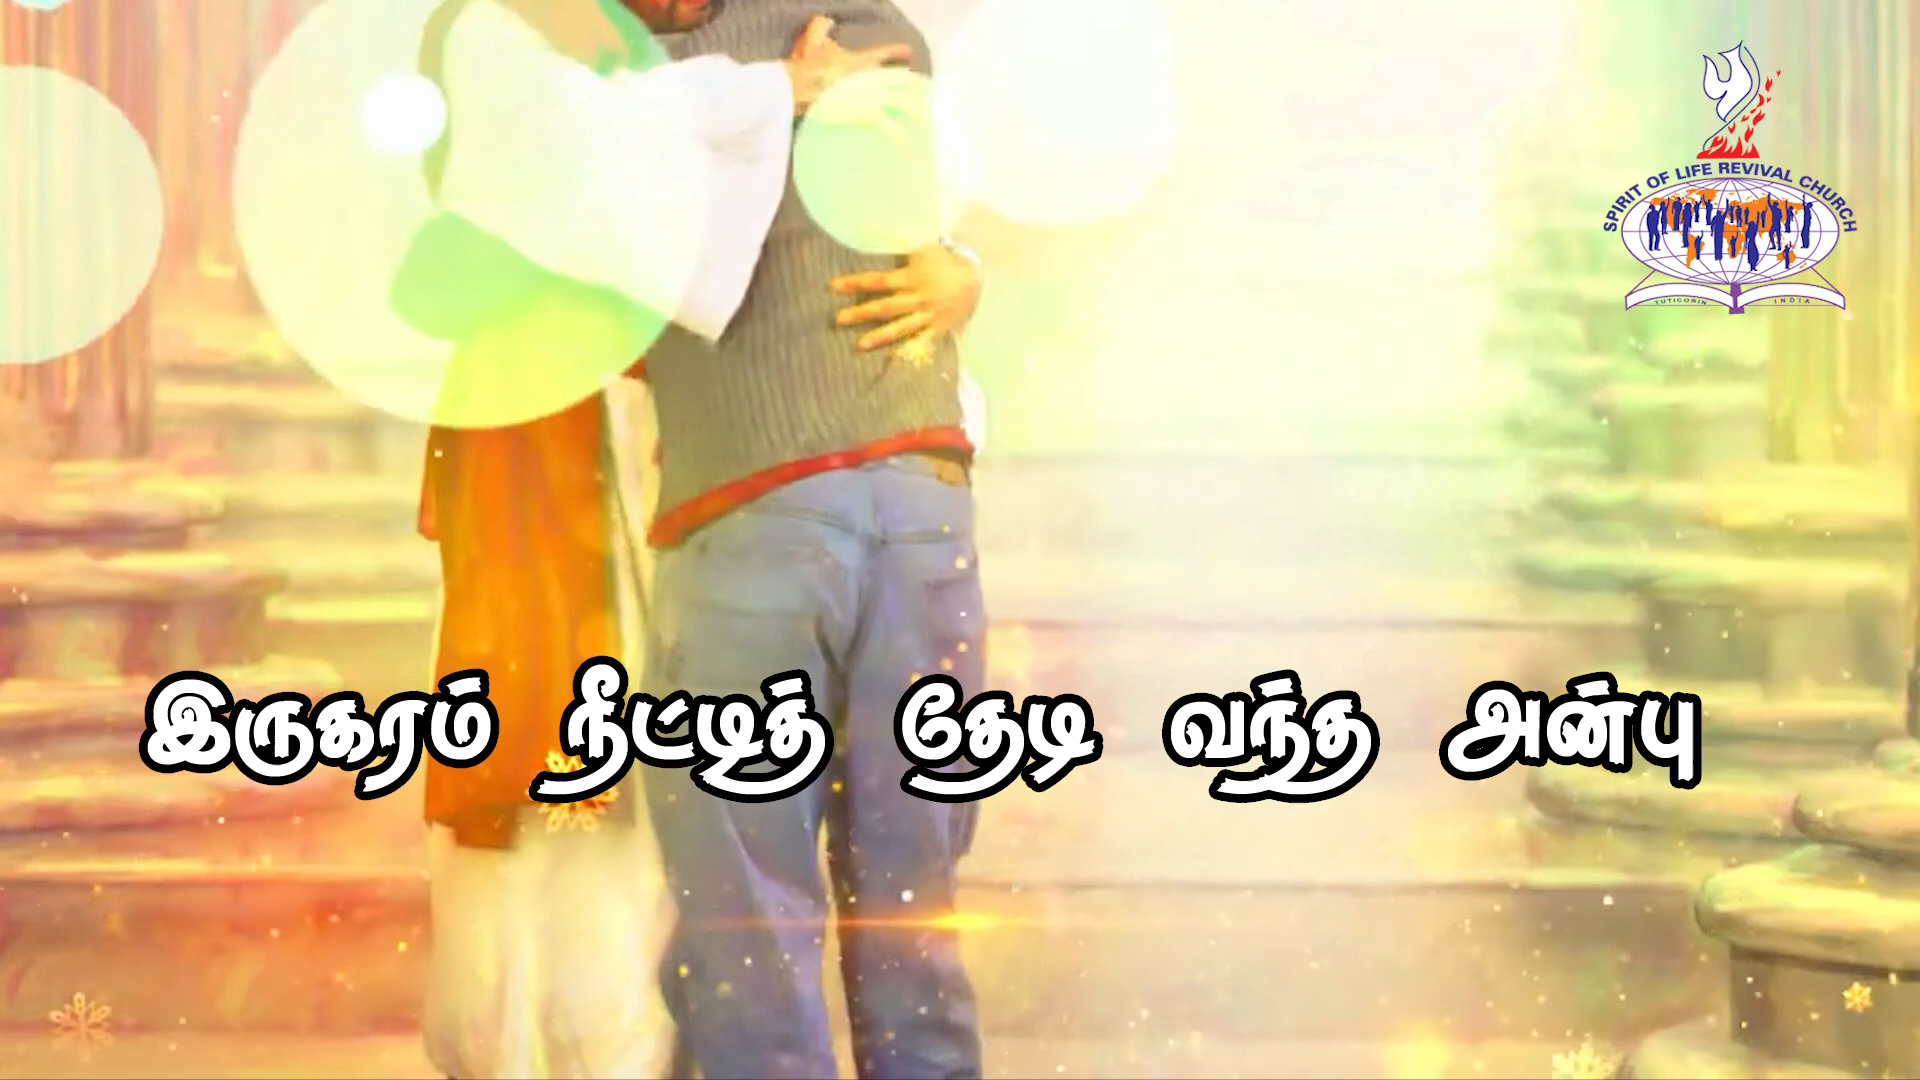 SPIRIT OF LIFE REVIVAL CHURCH
TUTICORIN INDIA
இருகரம் நீட்டித் தேடி வந்த அன்பு